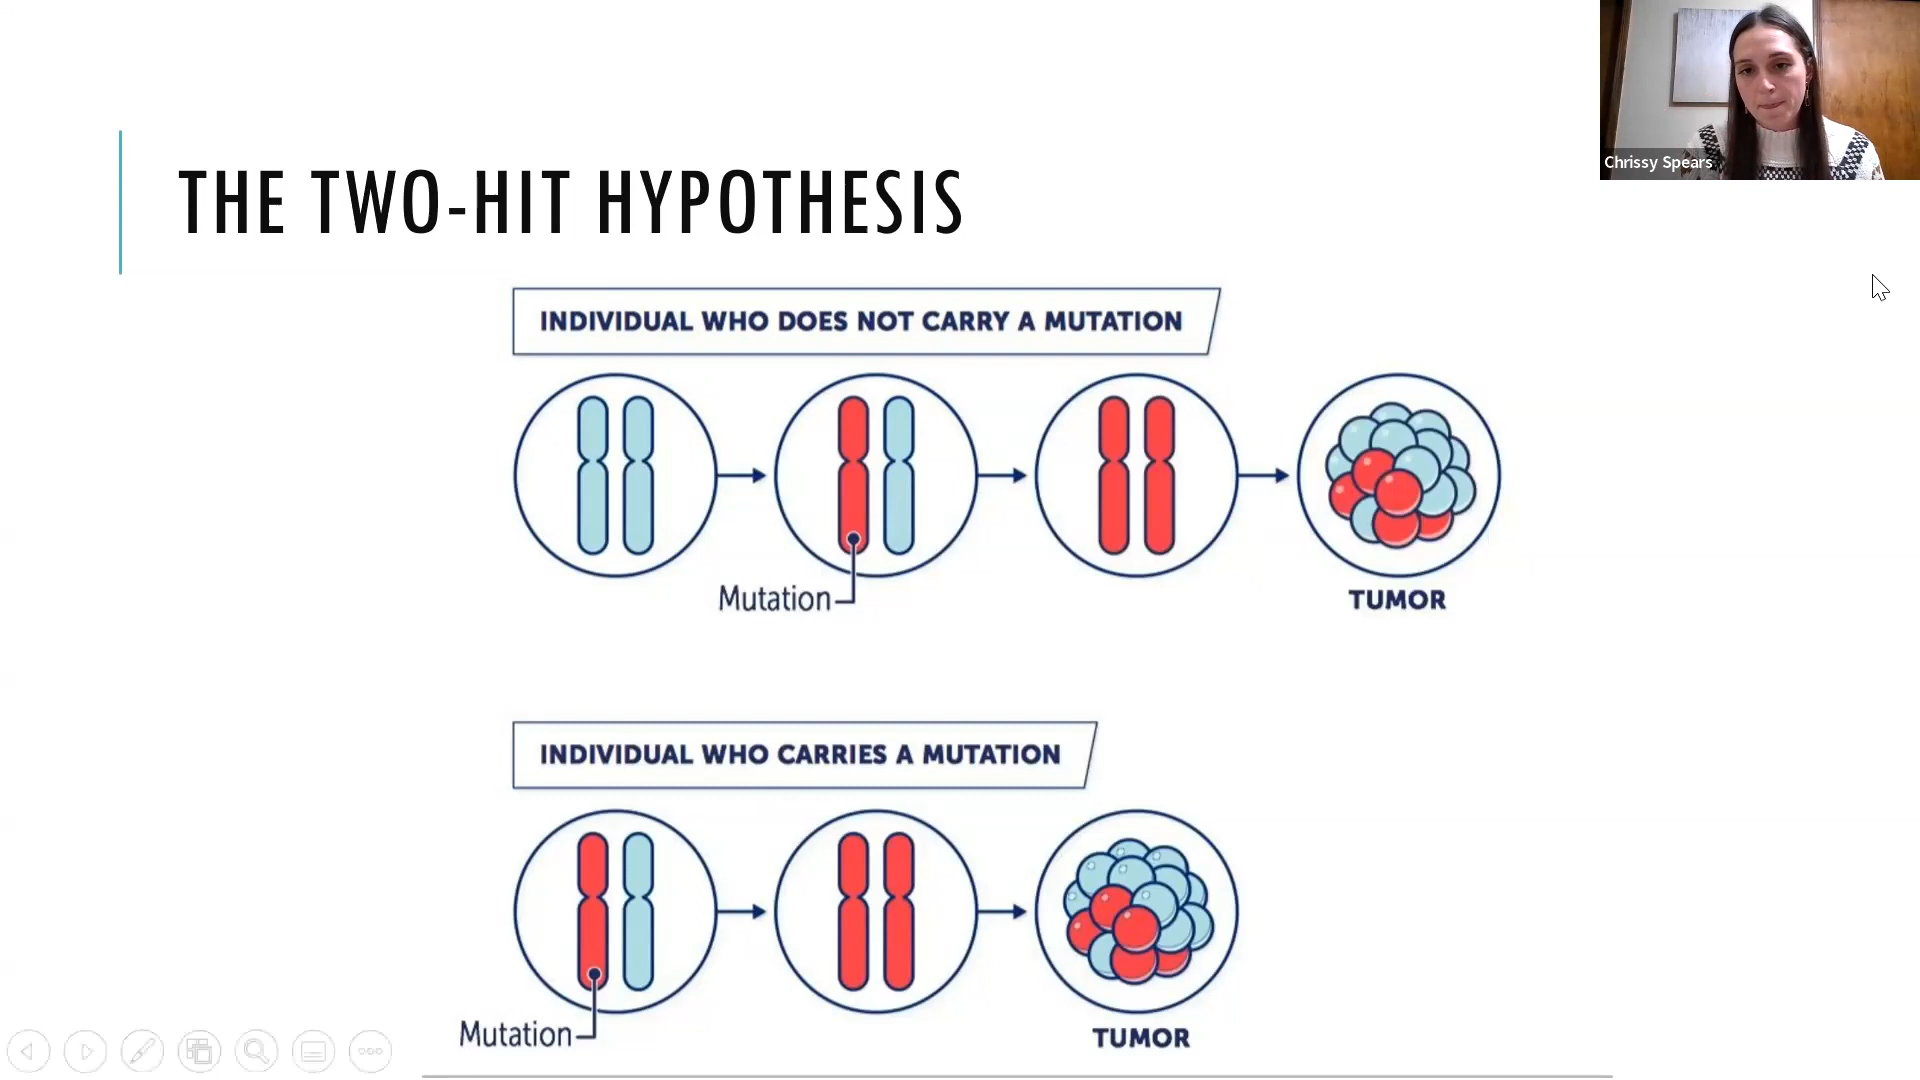 Chrissy Spears
THE TWO-HIT HYPOTHESIS
INDIVIDUAL WHO DOES NOT CARRY A MUTATION
Mutation
TUMOR
INDIVIDUAL WHO CARRIES A MUTATION
Mutation
TUMOR